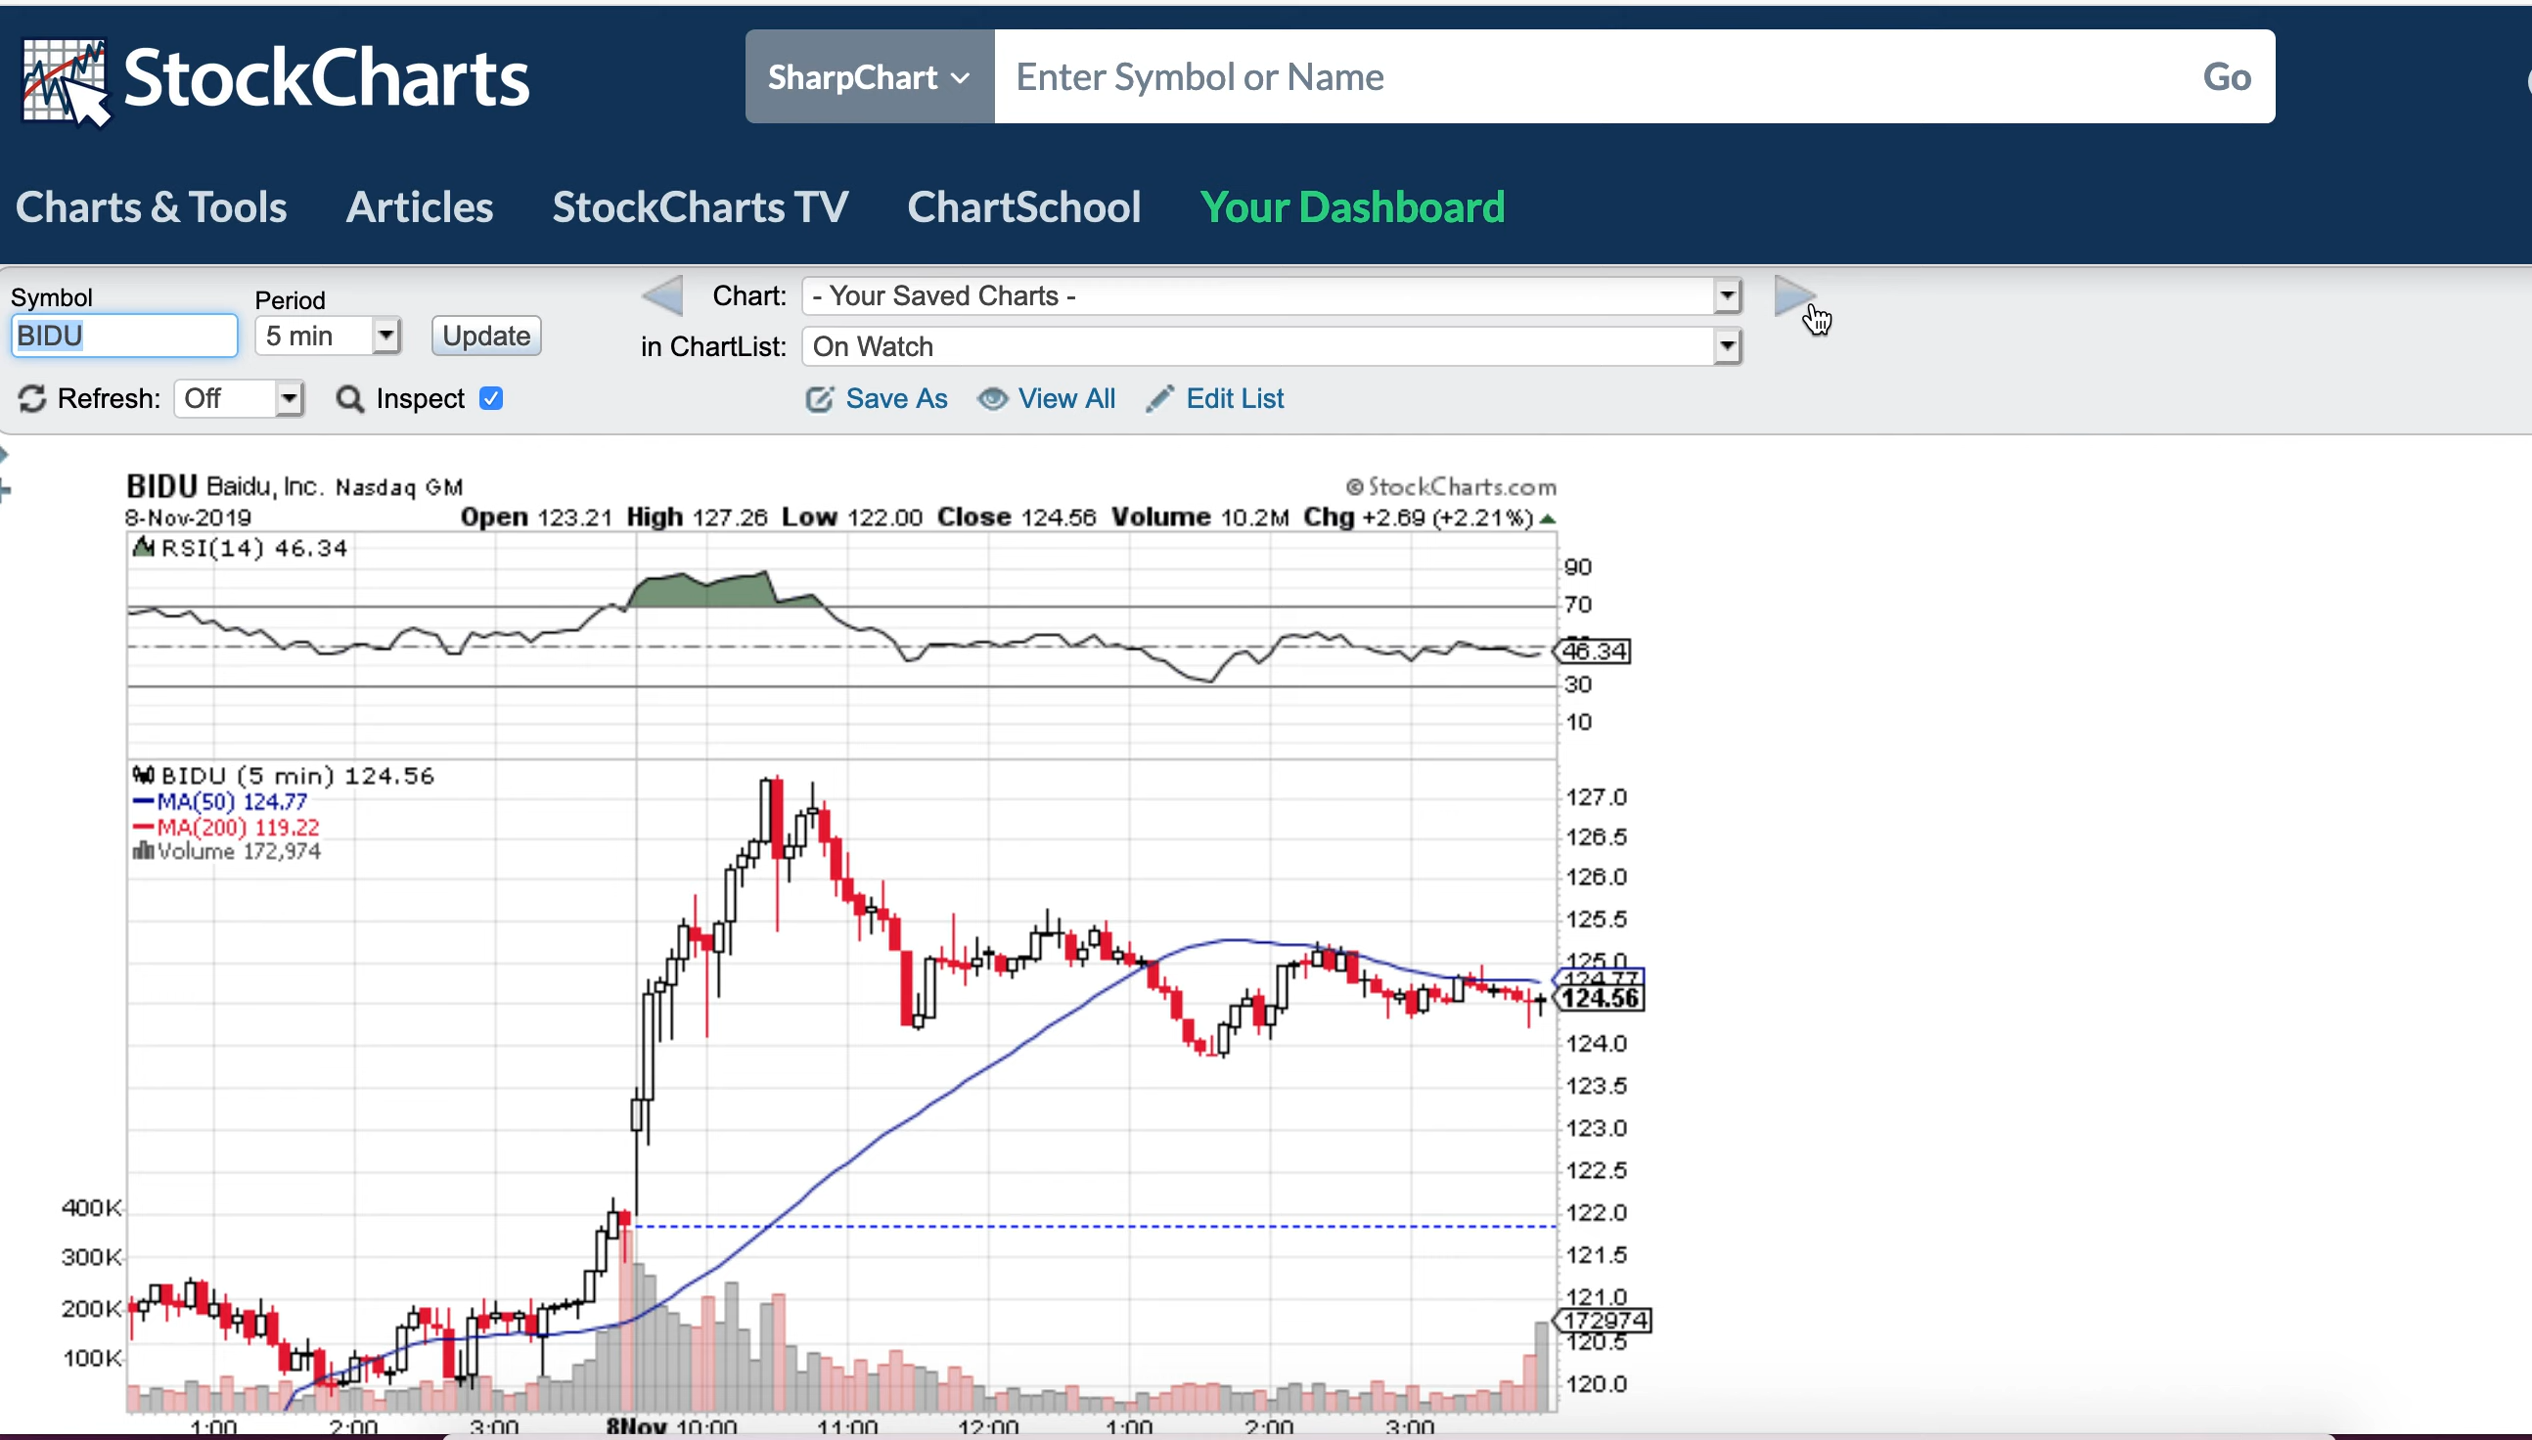 StockCharts
SharpChart Enter Symbol or Name Go
Charts & Tools Articles StockCharts TV ChartSchool Your Dashboard
Symbol Period Chart: - Your Saved Charts -
BIDU 5 min Update in ChartList: On Watch
Refresh: Off Inspect Save As View All Edit List
BIDU Baidu, Inc. Nasdaq GM © StockCharts.com
8-Nov-2019 Open 123.21 High 127.26 Low 122.00 Close 124.56 Volume 10.2M Chg +2.69 (+2.21%)
RSI(14) 46.34
90
70
46.34
30
10
BIDU (5 min) 124.56
MA(50) 124.77
MA(200) 119.22
Volume 172,974
127.0
126.5
126.0
125.5
125.0
124.77
124.56
124.0
123.5
123.0
122.5
400K 122.0
300K 121.5
200K 121.0
172974
120.5
100K
120.0
1:00 2:00 3:00 8Nov 10:00 11:00 12:00 1:00 2:00 3:00